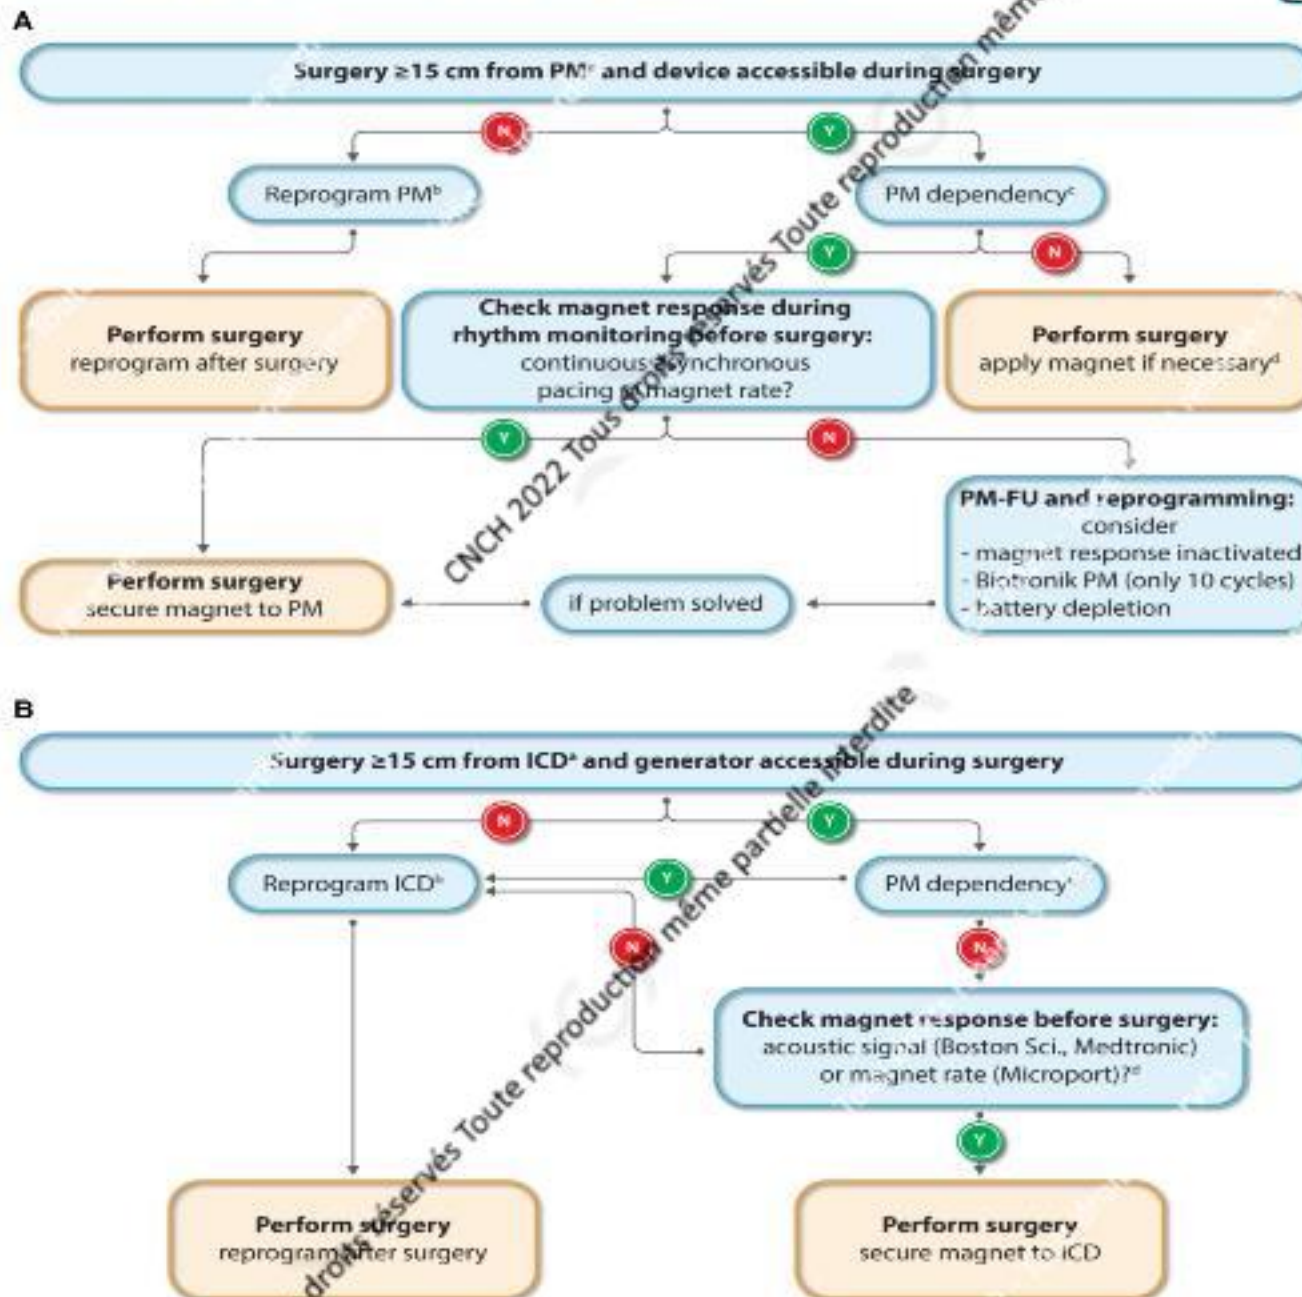 A
Surgery ≥15 cm from PMᵃ and device accessible during surgery
N
Y
Reprogram PMᵇ
PM dependencyᶜ
Y
N
Perform surgery
reprogram after surgery
Check magnet response during
rhythm monitoring before surgery:
continuous asynchronous
pacing at magnet rate?
Perform surgery
apply magnet if necessaryᵈ
Y
N
PM-FU and reprogramming:
consider
- magnet response inactivated
- Biotronik PM (only 10 cycles)
- battery depletion
Perform surgery
secure magnet to PM
if problem solved
CNCH 2022 Tous droits réservés Toute reproduction même
B
Surgery ≥15 cm from ICDᵃ and generator accessible during surgery
N
Y
Reprogram ICDᵇ
Y
PM dependencyᶜ
N
N
Check magnet response before surgery:
acoustic signal (Boston Sci., Medtronic)
or magnet rate (Microport)?ᵈ
Y
Perform surgery
reprogram after surgery
Perform surgery
secure magnet to ICD
droits réservés Toute reproduction même partielle interdite